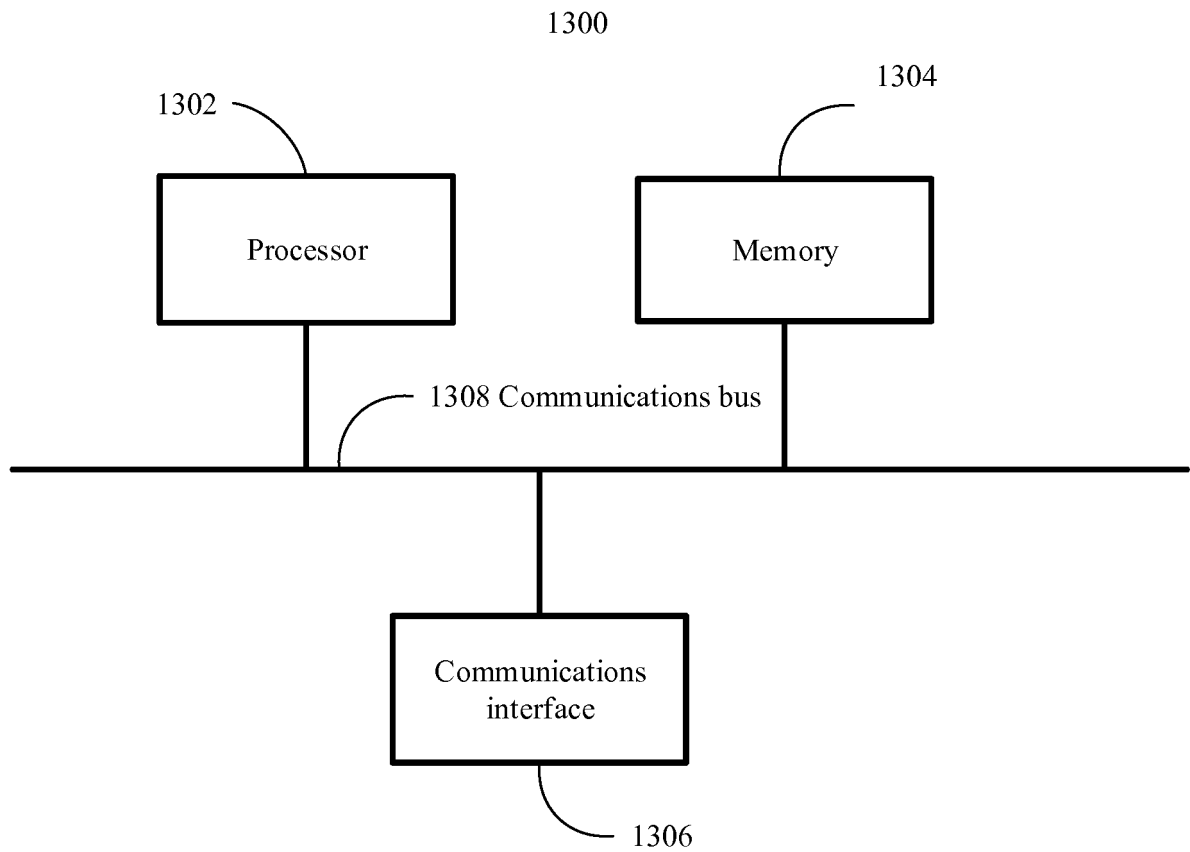 1300
1302
1304
Processor
Memory
1308 Communications bus
Communications
interface
1306